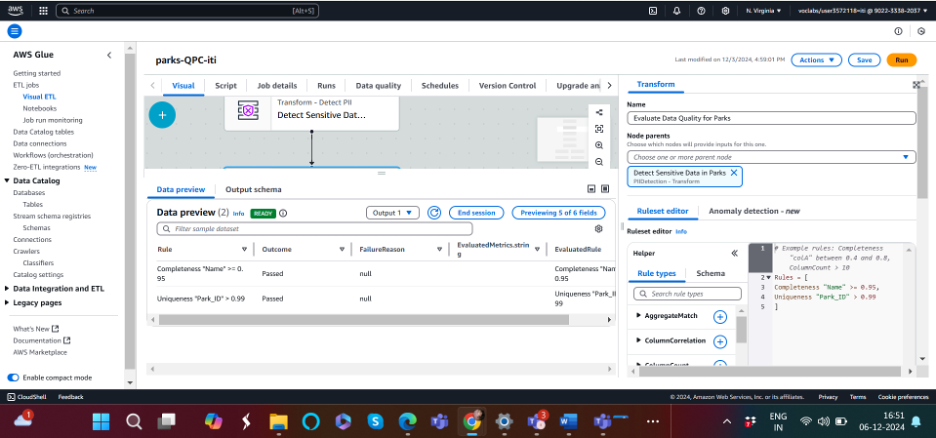 aws
Search
[Alt+S]
N. Virginia
voclabs/user3572118=iti @ 9022-3338-2037
AWS Glue
Getting started
ETL jobs
Visual ETL
Notebooks
Job run monitoring
Data Catalog tables
Data connections
Workflows (orchestration)
Zero-ETL integrations New
Data Catalog
Databases
Tables
Stream schema registries
Schemas
Connections
Crawlers
Classifiers
Catalog settings
Data Integration and ETL
Legacy pages
What's New
Documentation
AWS Marketplace
Enable compact mode
parks-QPC-iti
Last modified on 12/3/2024, 4:59:01 PM
Actions
Save
Run
Visual
Script
Job details
Runs
Data quality
Schedules
Version Control
Upgrade an
Transform - Detect PII
Detect Sensitive Dat...
Data preview
Output schema
Data preview (2) Info READY
Output 1
End session
Previewing 5 of 6 fields
Filter sample dataset
Rule
Outcome
FailureReason
EvaluatedMetrics.strin
g
EvaluatedRule
Completeness "Name" >= 0.
95
Passed
null
Completeness "Nam
0.95
Uniqueness "Park_ID" > 0.99
Passed
null
Uniqueness "Park_I
99
Transform
Name
Evaluate Data Quality for Parks
Node parents
Choose which nodes will provide inputs for this one.
Choose one or more parent node
Detect Sensitive Data in Parks
PIIDetection - Transform
Ruleset editor
Anomaly detection - new
Ruleset editor Info
Helper
Rule types
Schema
Search rule types
AggregateMatch
ColumnCorrelation
ColumnCount
1 # Example rules: Completeness
"colA" between 0.4 and 0.8,
ColumnCount > 10
2 Rules = [
3 Completeness "Name" >= 0.95,
4 Uniqueness "Park_ID" > 0.99
5 ]
CloudShell
Feedback
© 2024, Amazon Web Services, Inc. or its affiliates.
Privacy
Terms
Cookie preferences
1
3
ENG
IN
16:51
06-12-2024